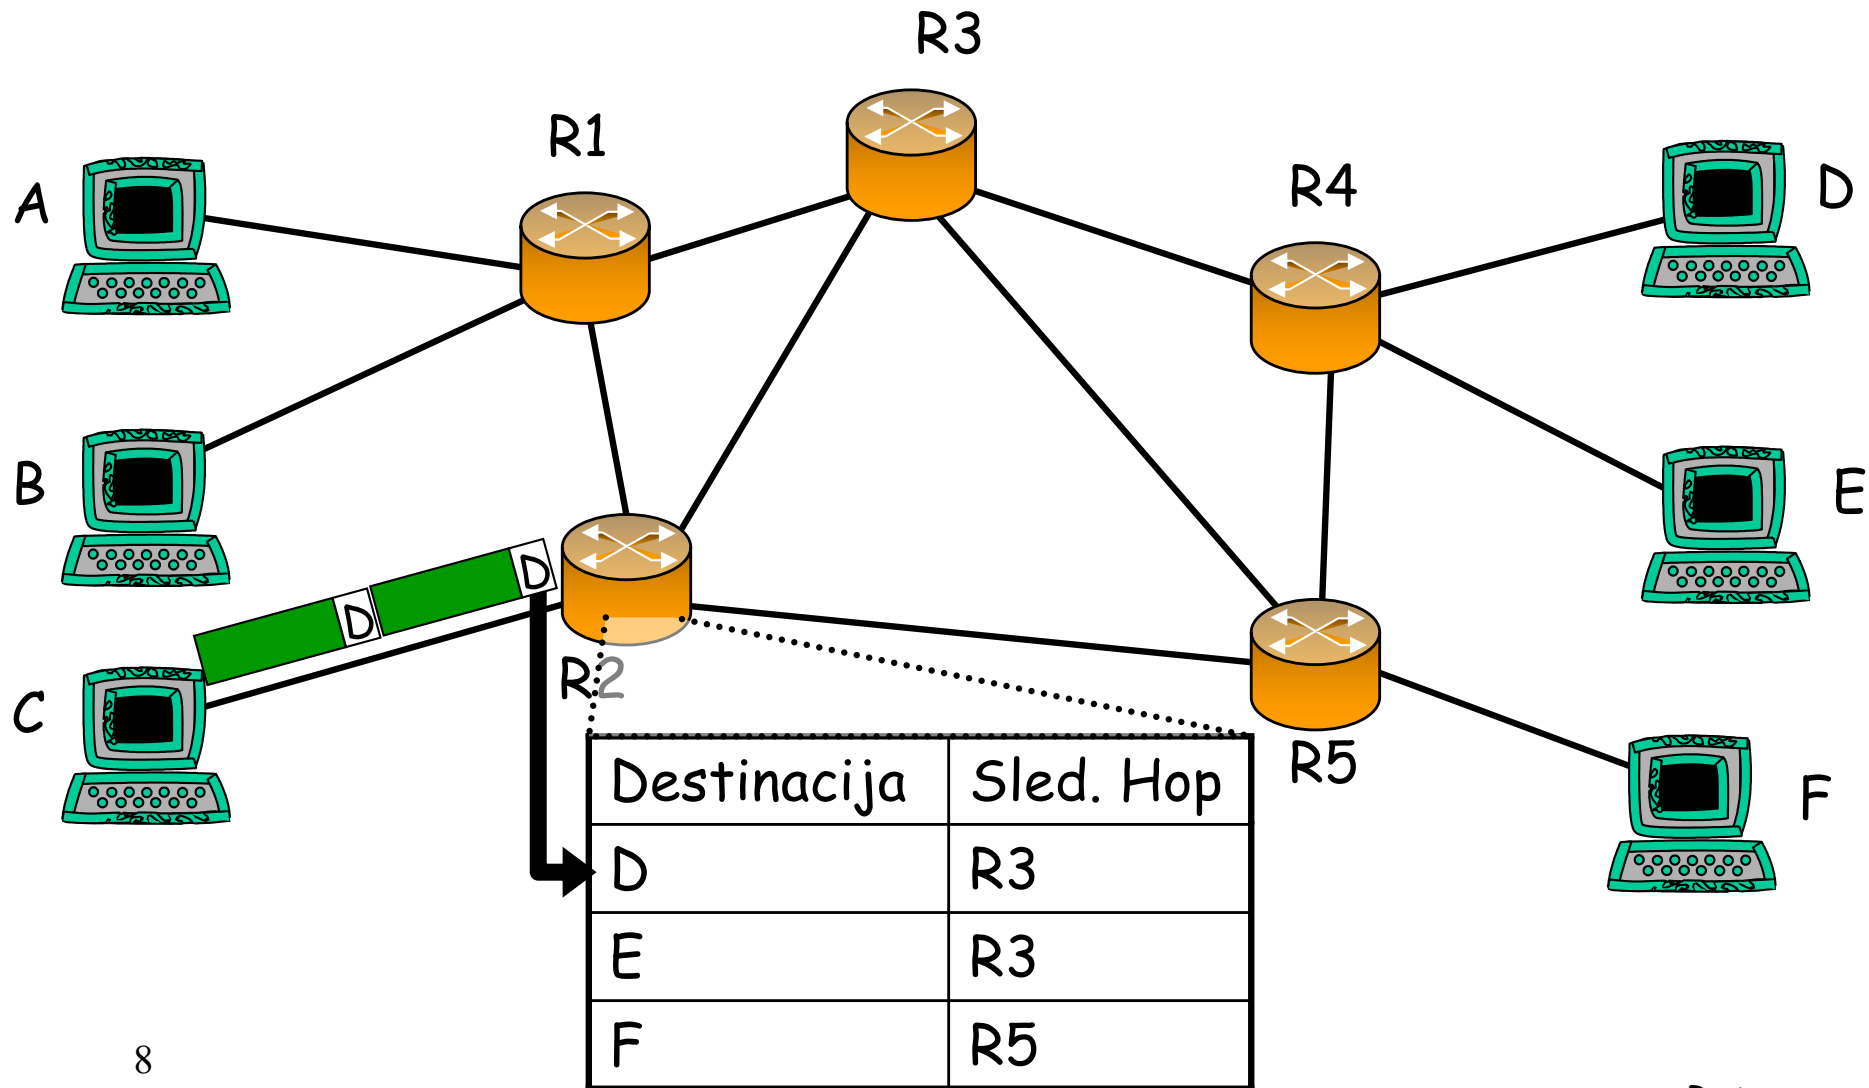 R3
R1
R4
A
D
B
E
D
D
R2
C
R5
F
Destinacija Sled. Hop
D R3
E R3
F R5
8